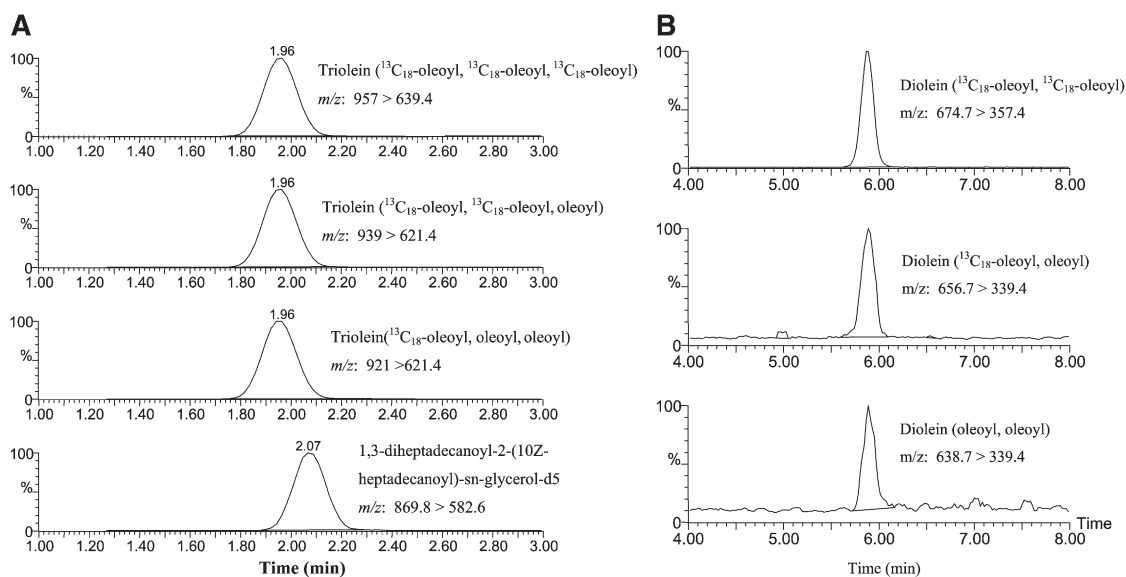 A
1.96
100
%
0
1.00 1.20 1.40 1.60 1.80 2.00 2.20 2.40 2.60 2.80 3.00
Triolein (¹³C₁₈-oleoyl, ¹³C₁₈-oleoyl, ¹³C₁₈-oleoyl)
m/z: 957 > 639.4
1.96
100
%
0
1.00 1.20 1.40 1.60 1.80 2.00 2.20 2.40 2.60 2.80 3.00
Triolein (¹³C₁₈-oleoyl, ¹³C₁₈-oleoyl, oleoyl)
m/z: 939 > 621.4
1.96
100
%
0
1.00 1.20 1.40 1.60 1.80 2.00 2.20 2.40 2.60 2.80 3.00
Triolein(¹³C₁₈-oleoyl, oleoyl, oleoyl)
m/z: 921 >621.4
2.07
100
%
0
1.00 1.20 1.40 1.60 1.80 2.00 2.20 2.40 2.60 2.80 3.00
1,3-diheptadecanoyl-2-(10Z-
heptadecanoyl)-sn-glycerol-d5
m/z: 869.8 > 582.6
Time (min)
B
100
%
0
4.00 5.00 6.00 7.00 8.00
Diolein (¹³C₁₈-oleoyl, ¹³C₁₈-oleoyl)
m/z: 674.7 > 357.4
100
%
0
4.00 5.00 6.00 7.00 8.00
Diolein (¹³C₁₈-oleoyl, oleoyl)
m/z: 656.7 > 339.4
100
%
0
4.00 5.00 6.00 7.00 8.00
Diolein (oleoyl, oleoyl)
m/z: 638.7 > 339.4
Time
Time (min)